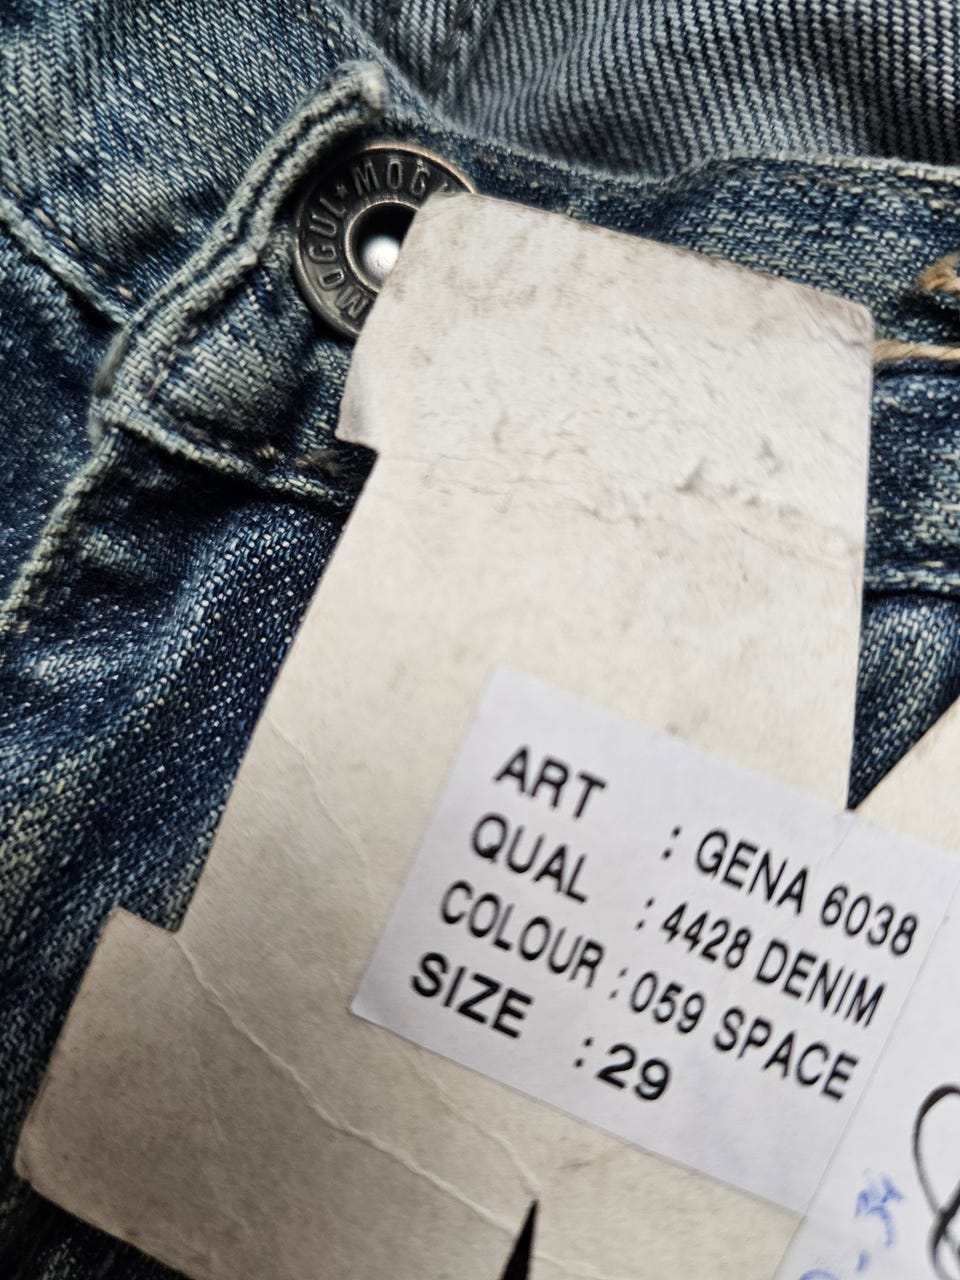 MOGUL ★ MOGUL
ART : GENA 6038
QUAL : 4428 DENIM
COLOUR : 059 SPACE
SIZE : 29